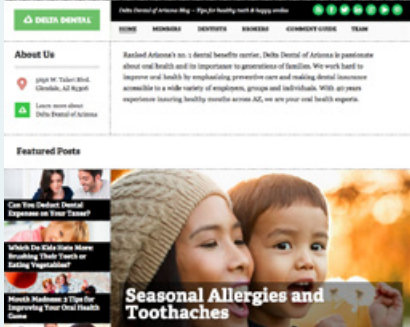 DELTA DENTAL
Delta Dental of Arizona Blog – Tips for healthy teeth & happy smiles
HOME MEMBERS DENTISTS BROKERS COMMENT GUIDE TEAM
About Us
Glendale, AZ
Learn more about
Delta Dental of Arizona
Ranked Arizona's no. 1 dental benefits carrier, Delta Dental of Arizona is passionate
about oral health and its importance to generations of families. We work hard to
improve oral health by emphasizing preventive care and making dental insurance
accessible to a wide variety of employers, groups and individuals. With 40 years
experience insuring healthy mouths across AZ, we are your oral health experts.
Featured Posts
Can You Deduct Dental
Expenses on Your Taxes?
Which Do Kids Hate More:
Brushing Their Teeth or
Eating Vegetables?
Mouth Madness: 3 Tips for
Improving Your Oral Health
Game
Seasonal Allergies and
Toothaches